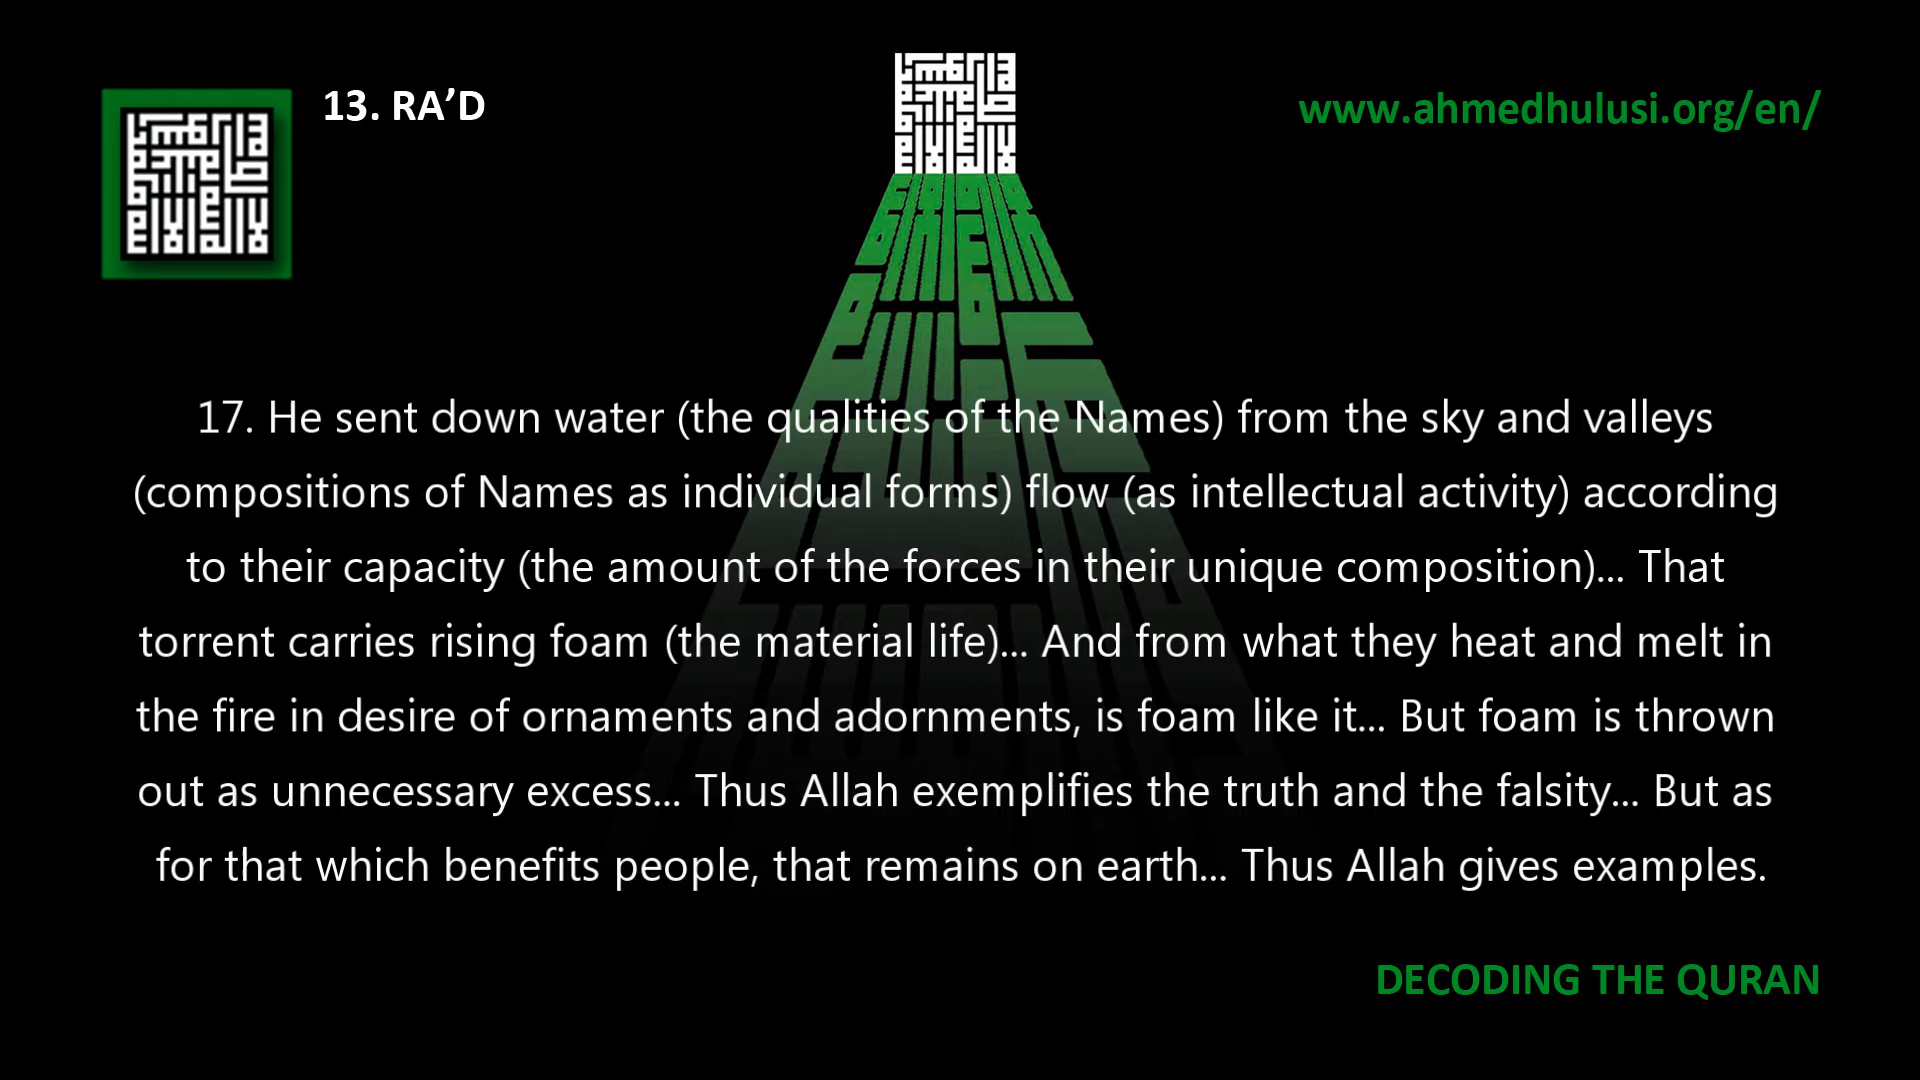 13. RA’D
www.ahmedhulusi.org/en/
17. He sent down water (the qualities of the Names) from the sky and valleys
(compositions of Names as individual forms) flow (as intellectual activity) according
to their capacity (the amount of the forces in their unique composition)... That
torrent carries rising foam (the material life)... And from what they heat and melt in
the fire in desire of ornaments and adornments, is foam like it... But foam is thrown
out as unnecessary excess... Thus Allah exemplifies the truth and the falsity... But as
for that which benefits people, that remains on earth... Thus Allah gives examples.
DECODING THE QURAN